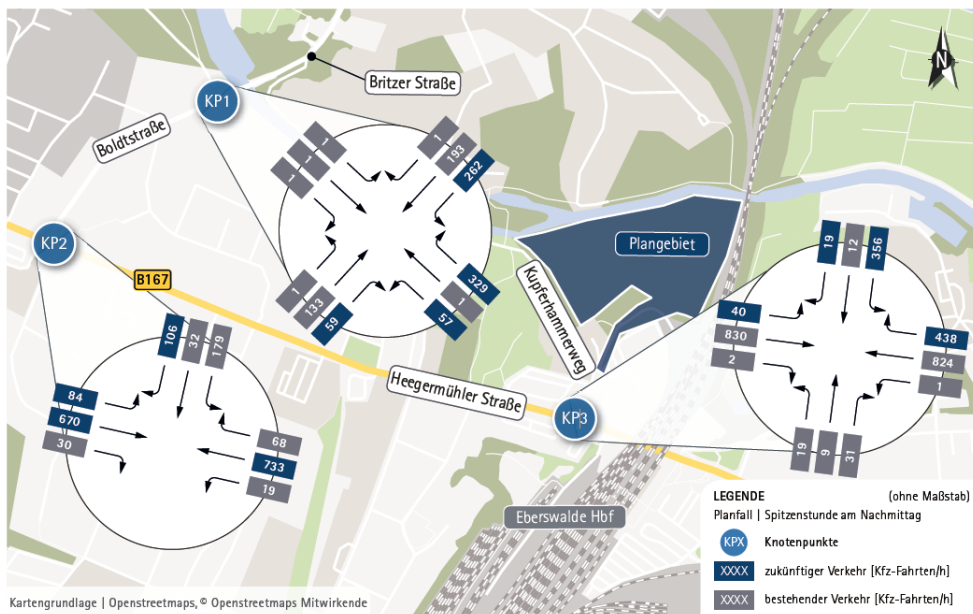 Britzer Straße
KP1
Boldtstraße
1
1
1
1
193
262
1
133
59
329
1
57
KP2
B167
106
32
179
84
670
30
68
733
19
Plangebiet
Kupferhammerweg
Heegermühler Straße
KP3
19
12
356
40
830
2
438
824
1
19
9
31
Eberswalde Hbf
N
LEGENDE (ohne Maßstab)
Planfall | Spitzenstunde am Nachmittag
KPX Knotenpunkte
XXXX zukünftiger Verkehr [Kfz-Fahrten/h]
XXXX bestehender Verkehr [Kfz-Fahrten/h]
Kartengrundlage | Openstreetmaps, © Openstreetmaps Mitwirkende